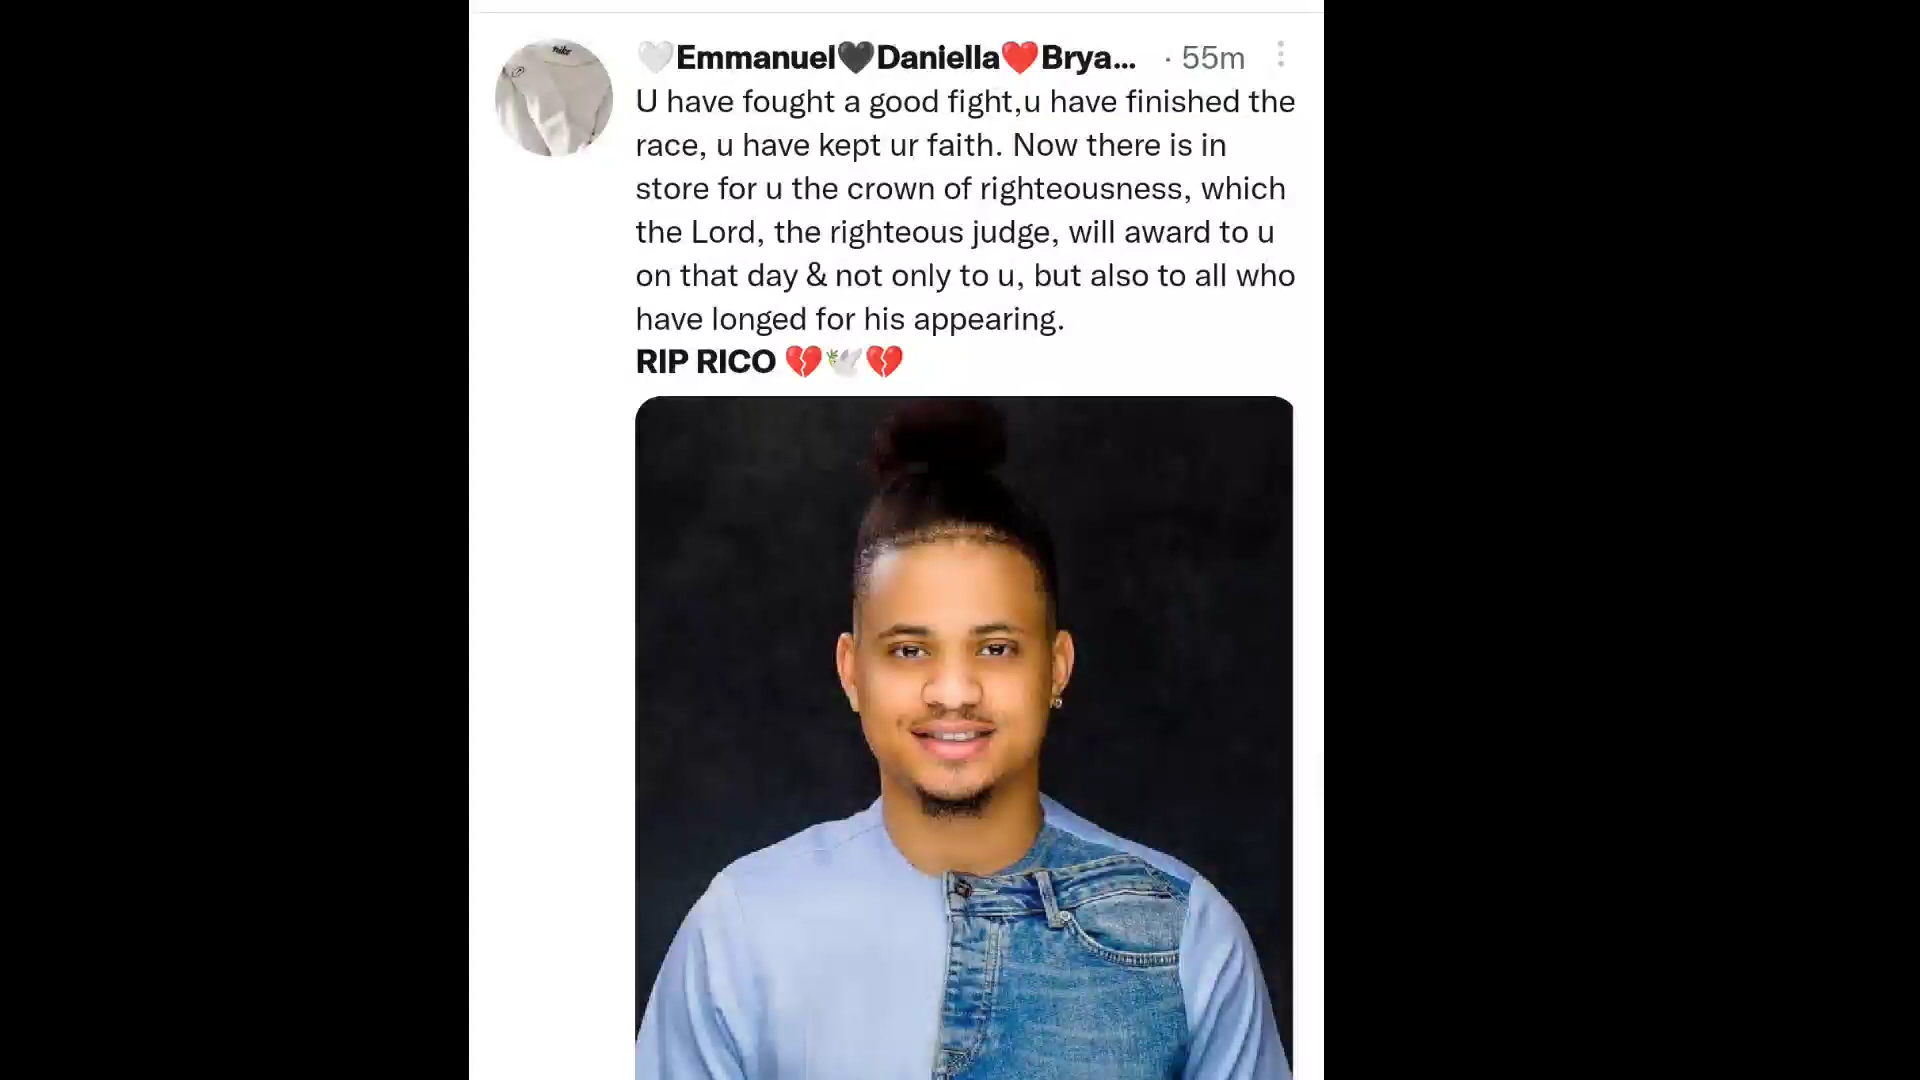 nike
🤍Emmanuel🖤Daniella❤️Brya... · 55m
U have fought a good fight,u have finished the
race, u have kept ur faith. Now there is in
store for u the crown of righteousness, which
the Lord, the righteous judge, will award to u
on that day & not only to u, but also to all who
have longed for his appearing.
RIP RICO 💔🕊️💔